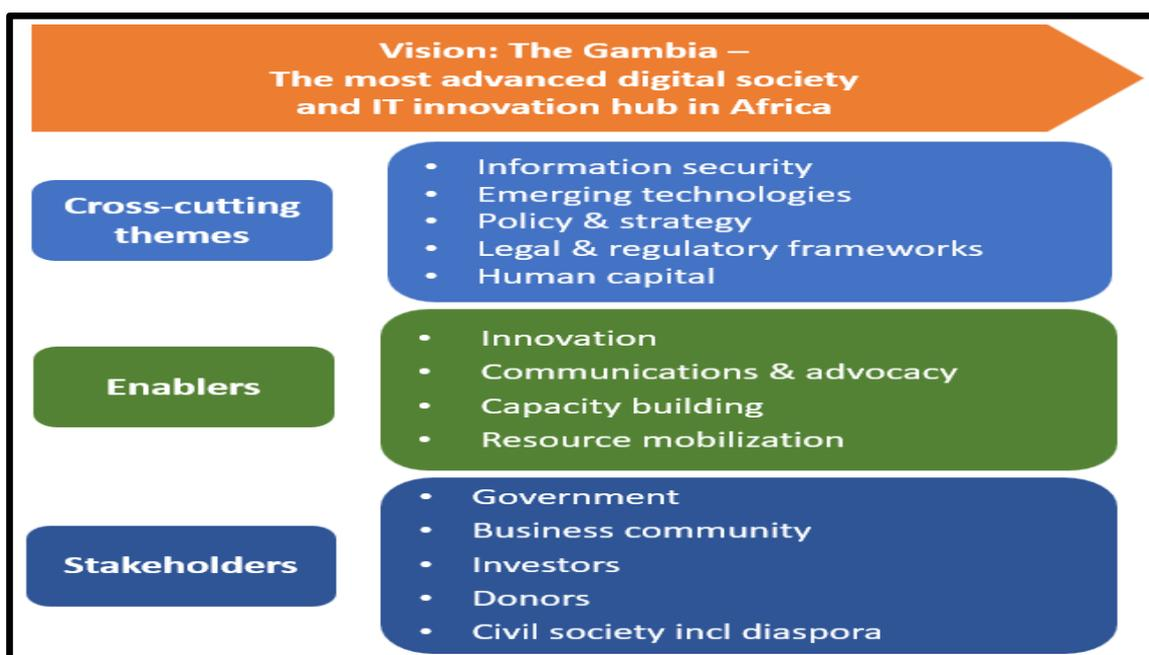 Vision: The Gambia –
The most advanced digital society
and IT innovation hub in Africa
Cross-cutting
themes
• Information security
• Emerging technologies
• Policy & strategy
• Legal & regulatory frameworks
• Human capital
Enablers
• Innovation
• Communications & advocacy
• Capacity building
• Resource mobilization
Stakeholders
• Government
• Business community
• Investors
• Donors
• Civil society incl diaspora